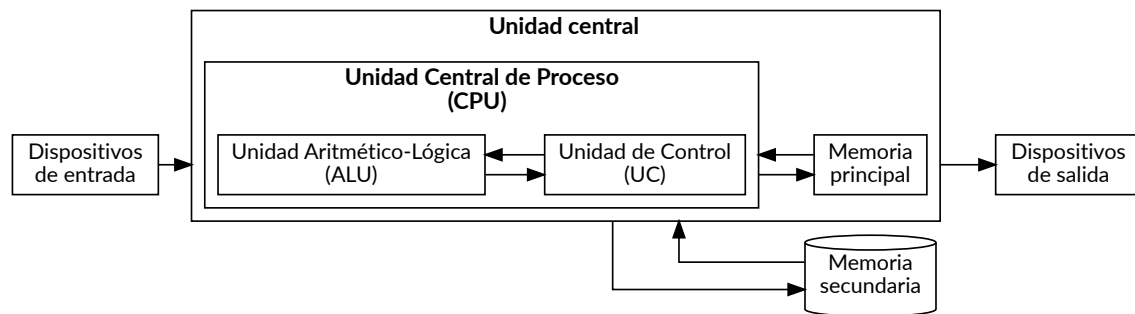 Unidad central
Unidad Central de Proceso
(CPU)
Dispositivos
de entrada
Unidad Aritmético-Lógica
(ALU)
Unidad de Control
(UC)
Memoria
principal
Dispositivos
de salida
Memoria
secundaria